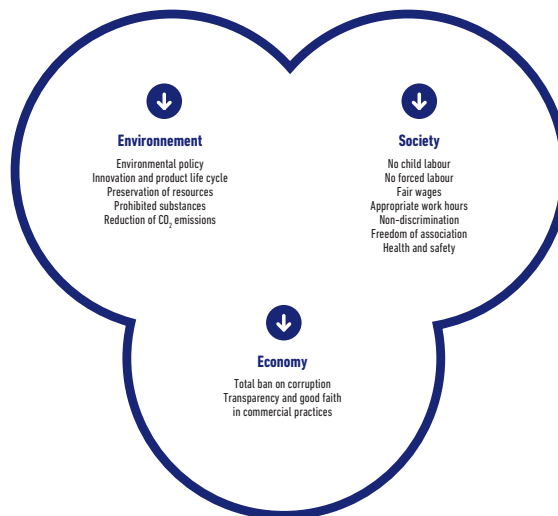 Environnement
Environmental policy
Innovation and product life cycle
Preservation of resources
Prohibited substances
Reduction of CO₂ emissions
Society
No child labour
No forced labour
Fair wages
Appropriate work hours
Non-discrimination
Freedom of association
Health and safety
Economy
Total ban on corruption
Transparency and good faith
in commercial practices